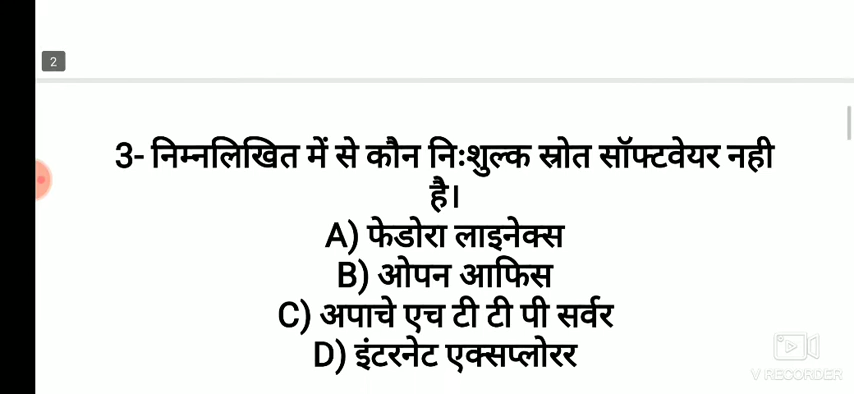 2
3- निम्नलिखित में से कौन निःशुल्क स्रोत सॉफ्टवेयर नही
है।
A) फेडोरा लाइनेक्स
B) ओपन आफिस
C) अपाचे एच टी टी पी सर्वर
D) इंटरनेट एक्सप्लोरर
V RECORDER